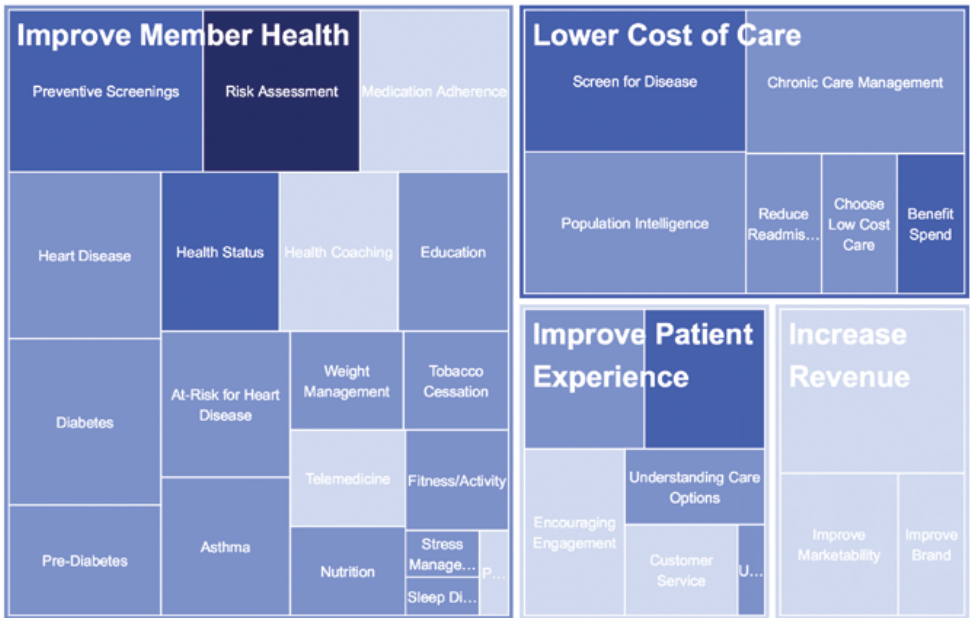 Improve Member Health
Preventive Screenings
Risk Assessment
Medication Adherence
Heart Disease
Health Status
Health Coaching
Education
Diabetes
At-Risk for Heart
Disease
Weight
Management
Tobacco
Cessation
Telemedicine
Fitness/Activity
Pre-Diabetes
Asthma
Nutrition
Stress
Manage...
P...
Sleep Di...
Lower Cost of Care
Screen for Disease
Chronic Care Management
Population Intelligence
Reduce
Readmis...
Choose
Low Cost
Care
Benefit
Spend
Improve Patient
Experience
Encouraging
Engagement
Understanding Care
Options
Customer
Service
U...
Increase
Revenue
Improve
Marketability
Improve
Brand